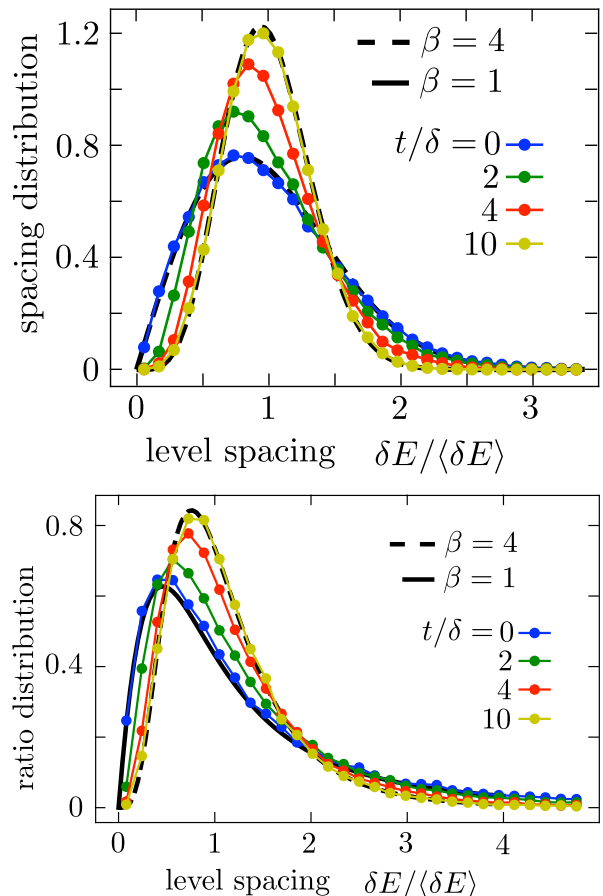 1.2
0.8
0.4
0
spacing distribution
β = 4
β = 1
t/δ = 0
2
4
10
0 1 2 3
level spacing δE/⟨δE⟩
0.8
0.4
0
ratio distribution
β = 4
β = 1
t/δ = 0
2
4
10
0 1 2 3 4
level spacing δE/⟨δE⟩